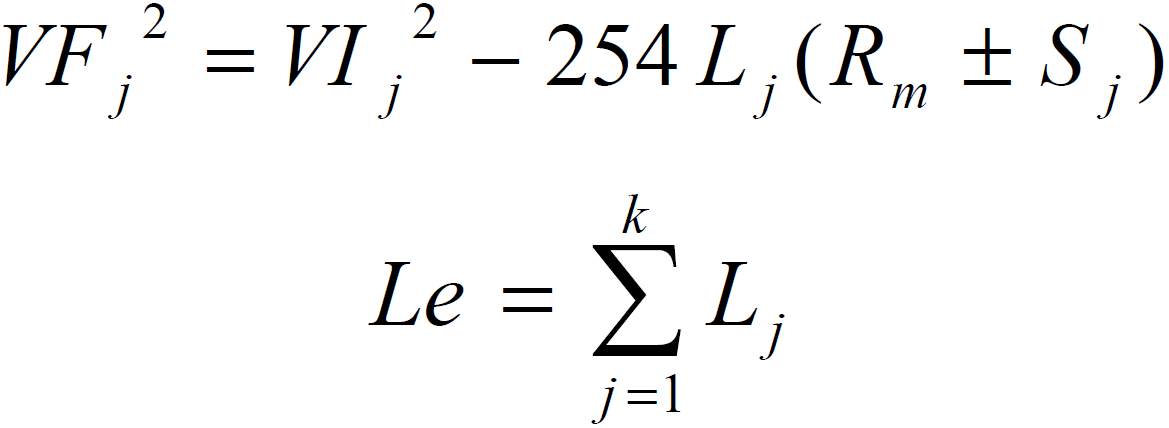 VF_j^2 = VI_j^2 − 254 L_j (R_m ± S_j)
Le = ∑_{j=1}^{k} L_j